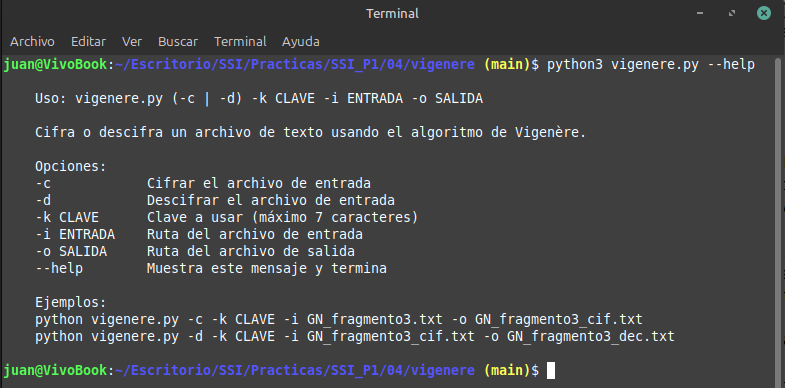 Terminal
Archivo Editar Ver Buscar Terminal Ayuda
juan@VivoBook:~/Escritorio/SSI/Practicas/SSI_P1/04/vigenere (main)$ python3 vigenere.py --help
Uso: vigenere.py (-c | -d) -k CLAVE -i ENTRADA -o SALIDA
Cifra o descifra un archivo de texto usando el algoritmo de Vigenère.
Opciones:
-c Cifrar el archivo de entrada
-d Descifrar el archivo de entrada
-k CLAVE Clave a usar (máximo 7 caracteres)
-i ENTRADA Ruta del archivo de entrada
-o SALIDA Ruta del archivo de salida
--help Muestra este mensaje y termina
Ejemplos:
python vigenere.py -c -k CLAVE -i GN_fragmento3.txt -o GN_fragmento3_cif.txt
python vigenere.py -d -k CLAVE -i GN_fragmento3_cif.txt -o GN_fragmento3_dec.txt
juan@VivoBook:~/Escritorio/SSI/Practicas/SSI_P1/04/vigenere (main)$